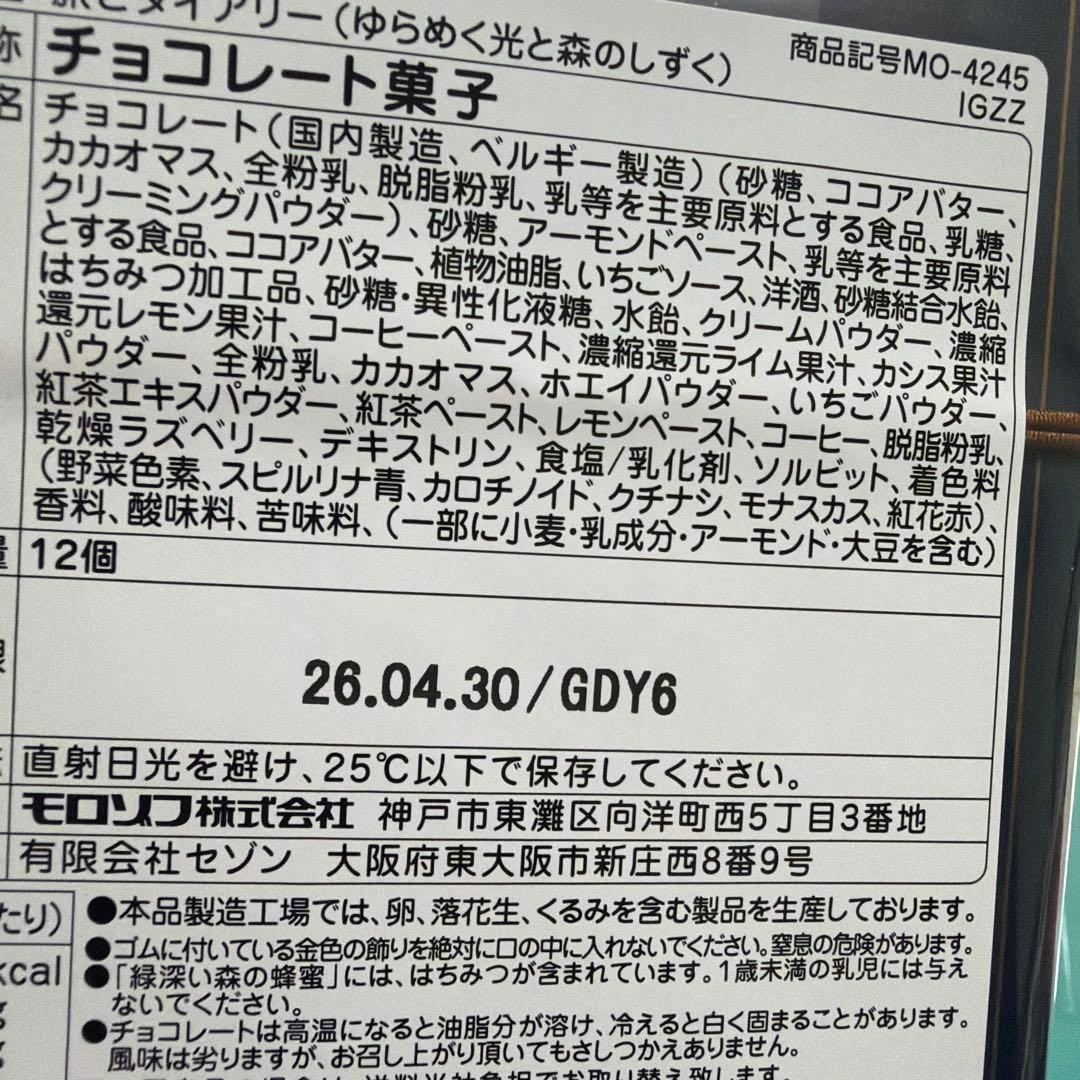 旅とダイアリー(ゆらめく光と森のしずく)
商品記号MO-4245
IGZZ
称 チョコレート菓子
名 チョコレート(国内製造、ベルギー製造)(砂糖、ココアバター、
カカオマス、全粉乳、脱脂粉乳、乳等を主要原料とする食品、乳糖、
クリーミングパウダー)、砂糖、アーモンドペースト、乳等を主要原料
とする食品、ココアバター、植物油脂、いちごソース、洋酒、砂糖結合水飴、
はちみつ加工品、砂糖・異性化液糖、水飴、クリームパウダー、濃縮
還元レモン果汁、コーヒーペースト、濃縮還元ライム果汁、カシス果汁
パウダー、全粉乳、カカオマス、ホエイパウダー、いちごパウダー、
紅茶エキスパウダー、紅茶ペースト、レモンペースト、コーヒー、脱脂粉乳、
乾燥ラズベリー、デキストリン、食塩/乳化剤、ソルビット、着色料
(野菜色素、スピルリナ青、カロチノイド、クチナシ、モナスカス、紅花赤)、
香料、酸味料、苦味料、(一部に小麦・乳成分・アーモンド・大豆を含む)
量 12個
限 26.04.30/GDY6
直射日光を避け、25℃以下で保存してください。
モロゾフ株式会社 神戸市東灘区向洋町西5丁目3番地
有限会社セゾン 大阪府東大阪市新庄西8番9号
たり)
kcal
g
g
●本品製造工場では、卵、落花生、くるみを含む製品を生産しております。
●ゴムに付いている金色の飾りを絶対に口の中に入れないでください。窒息の危険があります。
●「緑深い森の蜂蜜」には、はちみつが含まれています。1歳未満の乳児には与え
ないでください。
●チョコレートは高温になると油脂分が溶け、冷えると白く固まることがあります。
風味は劣りますが、お召し上がり頂いてもさしつかえありません。